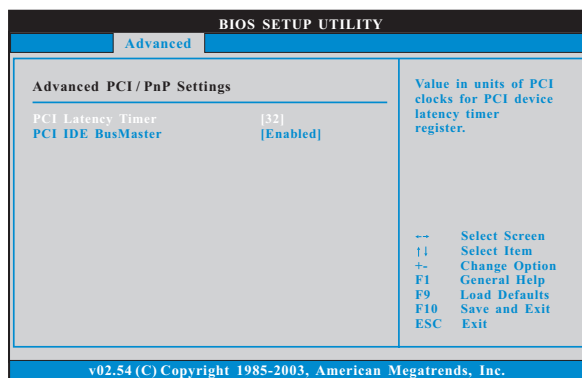 BIOS SETUP UTILITY
Advanced
Advanced PCI / PnP Settings
PCI Latency Timer [32]
PCI IDE BusMaster [Enabled]
Value in units of PCI
clocks for PCI device
latency timer
register.
←→ Select Screen
↑↓ Select Item
+- Change Option
F1 General Help
F9 Load Defaults
F10 Save and Exit
ESC Exit
v02.54 (C) Copyright 1985-2003, American Megatrends, Inc.